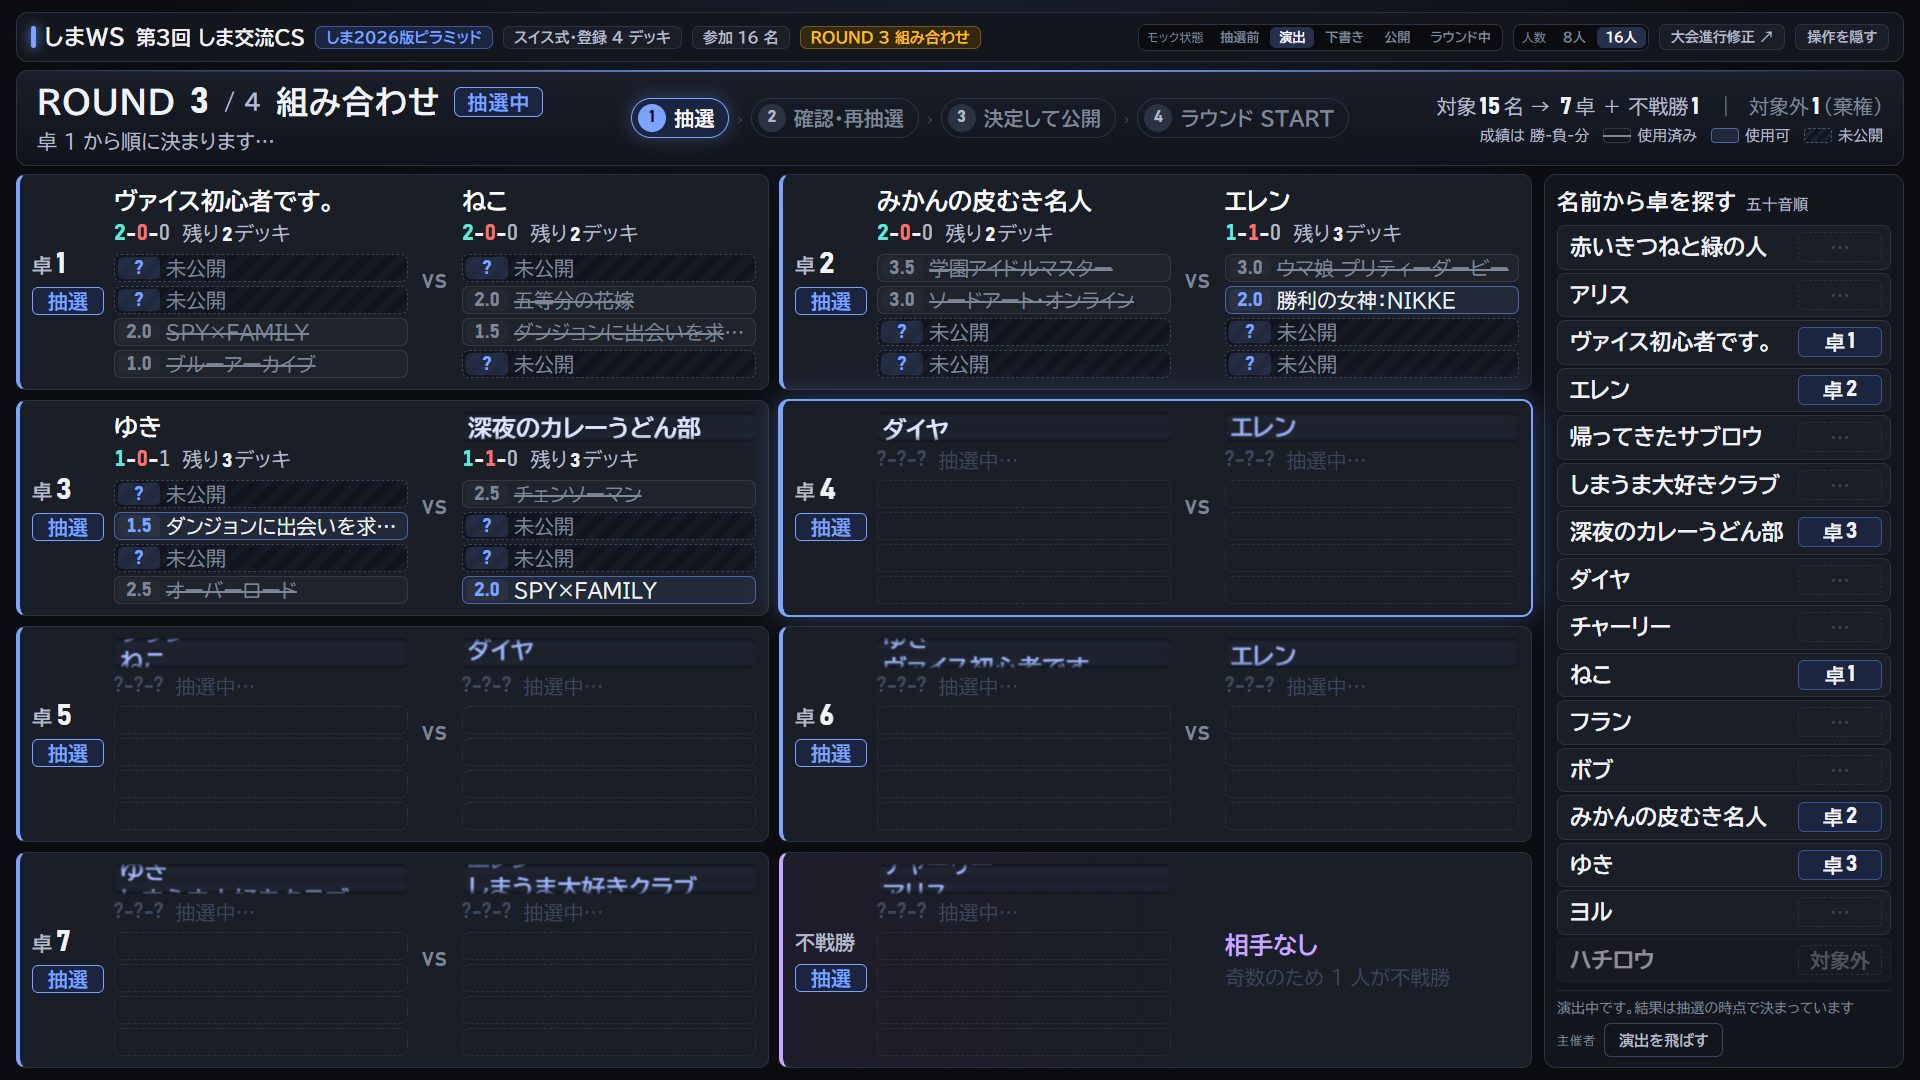 しまWS 第3回 しま交流CS しま2026版ピラミッド スイス式・登録 4 デッキ 参加 16 名 ROUND 3 組み合わせ モック状態 抽選前 演出 下書き 公開 ラウンド中 人数 8人 16人 大会進行修正 ↗ 操作を隠す
ROUND 3 / 4 組み合わせ 抽選中
卓 1 から順に決まります…
1 抽選 › 2 確認・再抽選 › 3 決定して公開 › 4 ラウンド START
対象15名 → 7卓 + 不戦勝1 | 対象外1(棄権)
成績は 勝-負-分 使用済み 使用可 未公開
卓1
抽選
ヴァイス初心者です。
2-0-0 残り2デッキ
? 未公開
? 未公開
2.0 SPY×FAMILY
1.0 ブルーアーカイブ
VS
ねこ
2-0-0 残り2デッキ
? 未公開
2.0 五等分の花嫁
1.5 ダンジョンに出会いを求…
? 未公開
卓2
抽選
みかんの皮むき名人
2-0-0 残り2デッキ
3.5 学園アイドルマスター
3.0 ソードアート・オンライン
? 未公開
? 未公開
VS
エレン
1-1-0 残り3デッキ
3.0 ウマ娘 プリティーダービー
2.0 勝利の女神：NIKKE
? 未公開
? 未公開
卓3
抽選
ゆき
1-0-1 残り3デッキ
? 未公開
1.5 ダンジョンに出会いを求…
? 未公開
2.5 オーバーロード
VS
深夜のカレーうどん部
1-1-0 残り3デッキ
2.5 チェンソーマン
? 未公開
? 未公開
2.0 SPY×FAMILY
卓4
抽選
ダイヤ
?-?-? 抽選中…
VS
エレン
?-?-? 抽選中…
卓5
抽選
ねこ
?-?-? 抽選中…
VS
ダイヤ
?-?-? 抽選中…
卓6
抽選
ゆき
ヴァイス初心者です
?-?-? 抽選中…
VS
エレン
?-?-? 抽選中…
卓7
抽選
ゆき
?-?-? 抽選中…
VS
しまうま大好きクラブ
?-?-? 抽選中…
不戦勝
抽選
チャーリー
アリス
?-?-? 抽選中…
相手なし
奇数のため 1 人が不戦勝
名前から卓を探す 五十音順
赤いきつねと緑の人 …
アリス …
ヴァイス初心者です。 卓1
エレン 卓2
帰ってきたサブロウ …
しまうま大好きクラブ …
深夜のカレーうどん部 卓3
ダイヤ …
チャーリー …
ねこ 卓1
フラン …
ボブ …
みかんの皮むき名人 卓2
ゆき 卓3
ヨル …
ハチロウ 対象外
演出中です。結果は抽選の時点で決まっています
主催者 演出を飛ばす